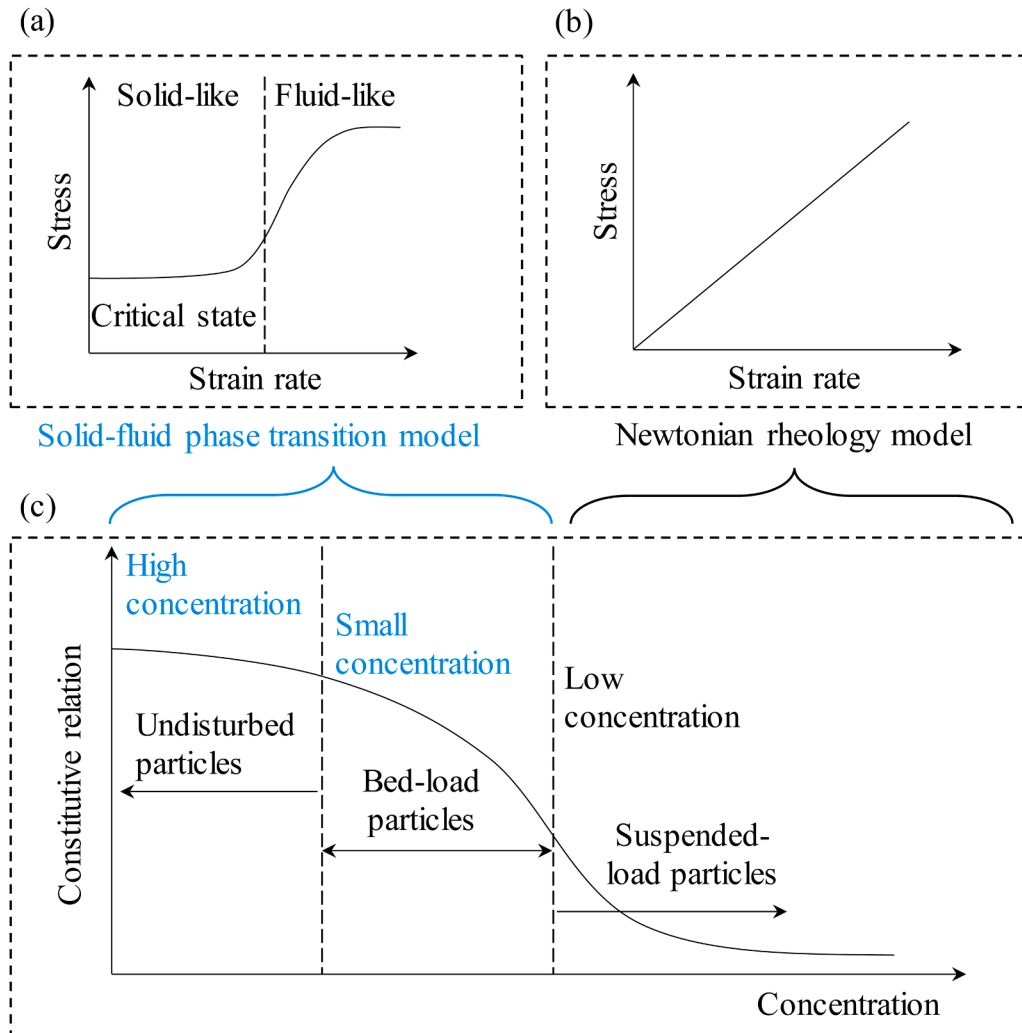 (a)
Solid-like
Fluid-like
Stress
Critical state
Strain rate
(b)
Stress
Strain rate
Solid-fluid phase transition model
Newtonian rheology model
(c)
High
concentration
Small
concentration
Low
concentration
Constitutive relation
Undisturbed
particles
Bed-load
particles
Suspended-
load particles
Concentration